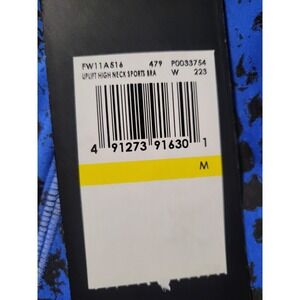 FW11A516 479 P0033754
UPLIFT HIGH NECK SPORTS BRA W 223
4 91273 91630 1
M